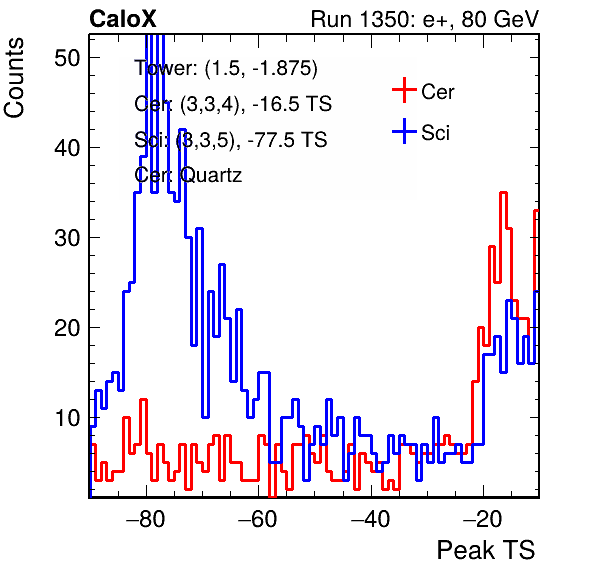 CaloX Run 1350: e+, 80 GeV
Counts
Tower: (1.5, -1.875)
Cer: (3,3,4), -16.5 TS
Sci: (3,3,5), -77.5 TS
Cer: Quartz
Cer
Sci
50
40
30
20
10
−80 −60 −40 −20
Peak TS